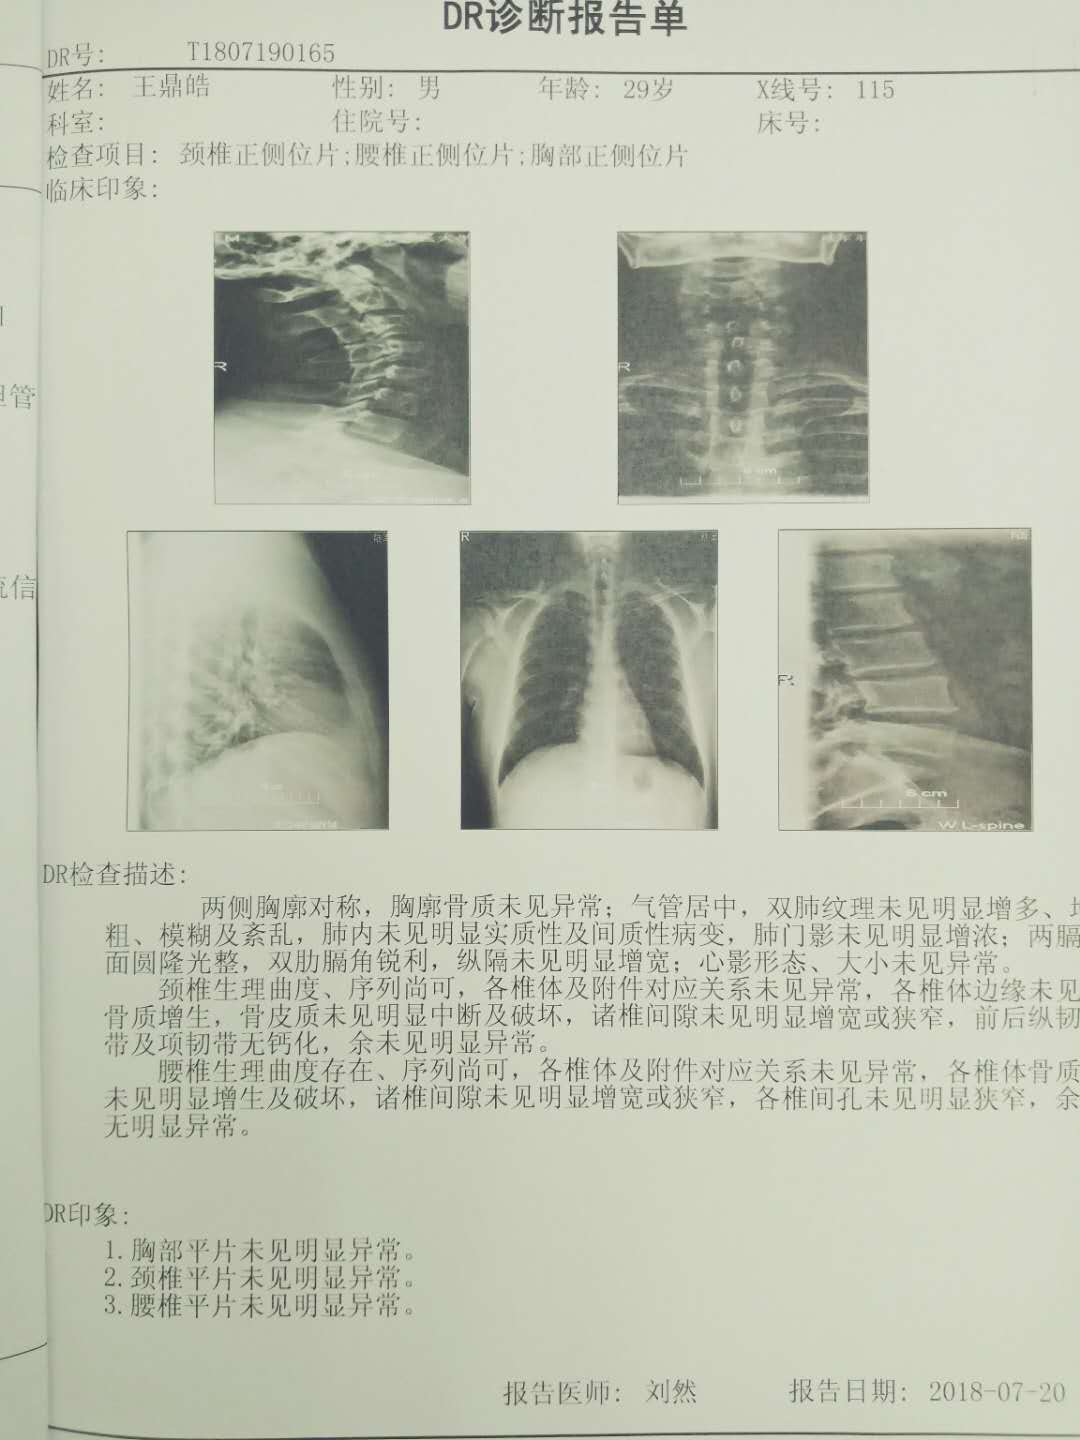 DR诊断报告单
DR号: T1807190165
姓名: 王鼎皓 性别: 男 年龄: 29岁 X线号: 115
科室: 住院号: 床号:
检查项目: 颈椎正侧位片;腰椎正侧位片;胸部正侧位片
临床印象:
M
R
R
R
5 cm
W L-spine
管
信
DR检查描述:
两侧胸廓对称，胸廓骨质未见异常；气管居中，双肺纹理未见明显增多、增
粗、模糊及紊乱，肺内未见明显实质性及间质性病变，肺门影未见明显增浓；两膈
面圆隆光整，双肋膈角锐利，纵隔未见明显增宽；心影形态、大小未见异常。
颈椎生理曲度、序列尚可，各椎体及附件对应关系未见异常，各椎体边缘未见
骨质增生，骨皮质未见明显中断及破坏，诸椎间隙未见明显增宽或狭窄，前后纵韧
带及项韧带无钙化，余未见明显异常。
腰椎生理曲度存在、序列尚可，各椎体及附件对应关系未见异常，各椎体骨质
未见明显增生及破坏，诸椎间隙未见明显增宽或狭窄，各椎间孔未见明显狭窄，余
无明显异常。
DR印象:
1.胸部平片未见明显异常。
2.颈椎平片未见明显异常。
3.腰椎平片未见明显异常。
报告医师: 刘然 报告日期: 2018-07-20